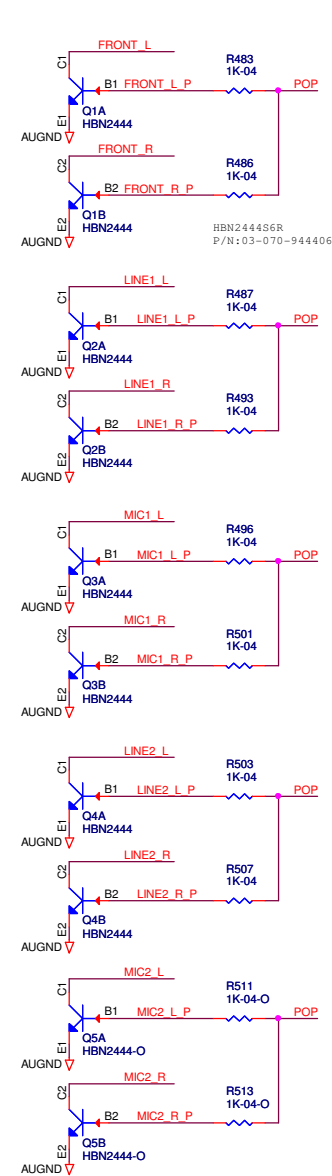 FRONT_L
C1
R483
1K-04
B1 FRONT_L_P
POP
Q1A
HBN2444
E1
AUGND
FRONT_R
C2
R486
1K-04
B2 FRONT_R_P
Q1B
HBN2444
E2
AUGND
HBN2444S6R
P/N:03-070-944406
LINE1_L
C1
R487
1K-04
B1 LINE1_L_P
POP
Q2A
HBN2444
E1
AUGND
LINE1_R
C2
R493
1K-04
B2 LINE1_R_P
Q2B
HBN2444
E2
AUGND
MIC1_L
C1
R496
1K-04
B1 MIC1_L_P
POP
Q3A
HBN2444
E1
AUGND
MIC1_R
C2
R501
1K-04
B2 MIC1_R_P
Q3B
HBN2444
E2
AUGND
LINE2_L
C1
R503
1K-04
B1 LINE2_L_P
POP
Q4A
HBN2444
E1
AUGND
LINE2_R
C2
R507
1K-04
B2 LINE2_R_P
Q4B
HBN2444
E2
AUGND
MIC2_L
C1
R511
1K-04-O
B1 MIC2_L_P
POP
Q5A
HBN2444-O
E1
AUGND
MIC2_R
C2
R513
1K-04-O
B2 MIC2_R_P
Q5B
HBN2444-O
E2
AUGND